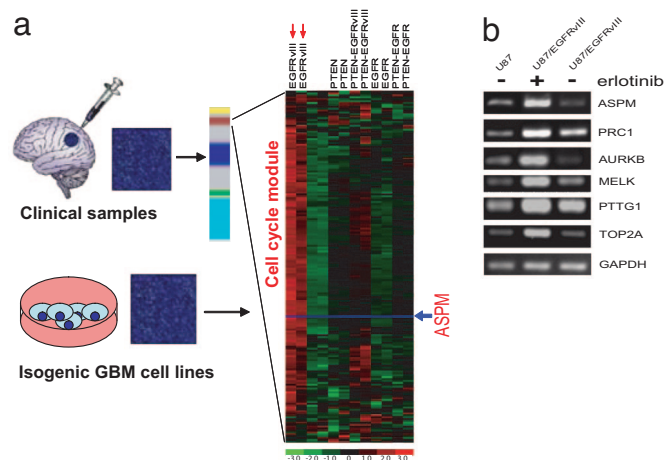 a
EGFRvIII
EGFRvIII
PTEN
PTEN
PTEN-EGFRvIII
PTEN-EGFRvIII
EGFR
EGFR
PTEN-EGFR
PTEN-EGFR
Clinical samples
Cell cycle module
ASPM
Isogenic GBM cell lines
-3.0 -2.0 -1.0 0 1.0 2.0 3.0
b
U87
U87/EGFRvIII
U87/EGFRvIII
- + - erlotinib
ASPM
PRC1
AURKB
MELK
PTTG1
TOP2A
GAPDH